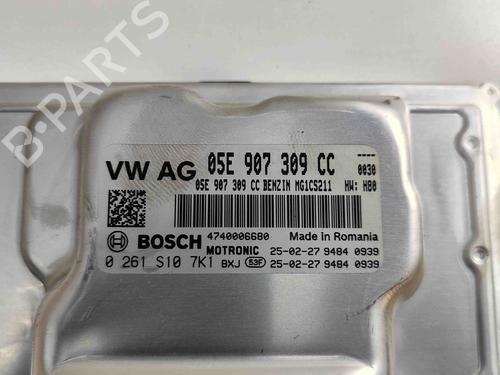 B-PARTS
VW AG 05E 907 309 CC ----
0030
05E 907 309 CC BENZIN MG1CS211 HW: H80
BOSCH 4740006680 Made in Romania
MOTRONIC 25-02-27 9484 0939
0 261 S10 7K1 BXJ 53F 25-02-27 9484 0939